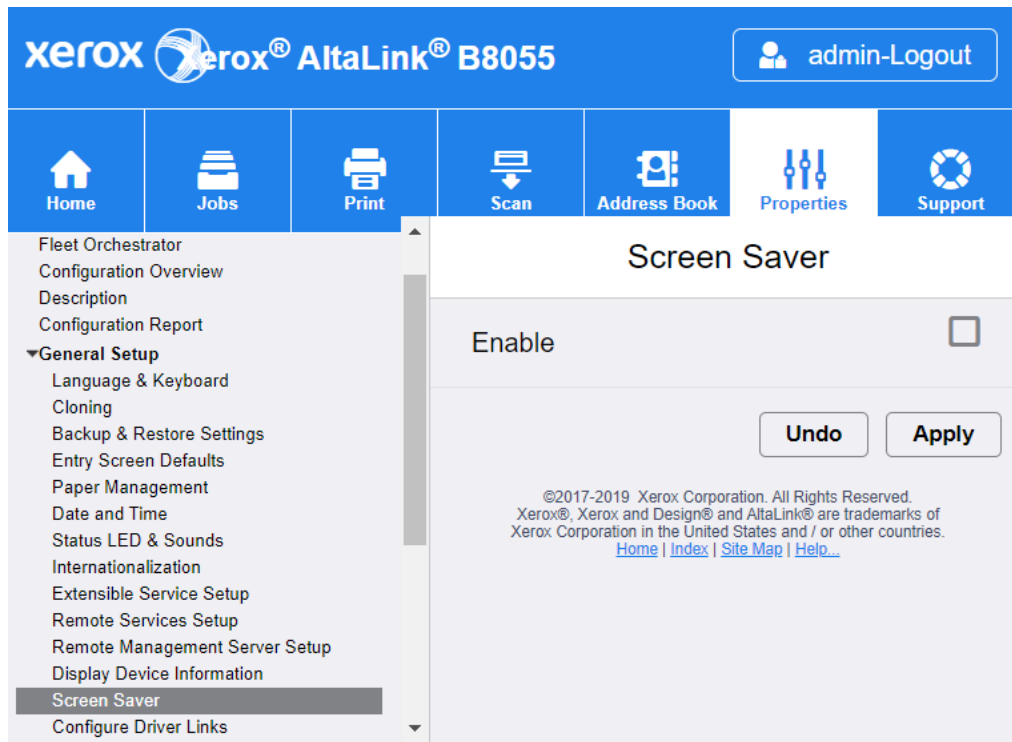 xerox Xerox® AltaLink® B8055
admin-Logout
Home
Jobs
Print
Scan
Address Book
Properties
Support
Fleet Orchestrator
Configuration Overview
Description
Configuration Report
General Setup
Language & Keyboard
Cloning
Backup & Restore Settings
Entry Screen Defaults
Paper Management
Date and Time
Status LED & Sounds
Internationalization
Extensible Service Setup
Remote Services Setup
Remote Management Server Setup
Display Device Information
Screen Saver
Configure Driver Links
Screen Saver
Enable
Undo
Apply
©2017-2019 Xerox Corporation. All Rights Reserved.
Xerox®, Xerox and Design® and AltaLink® are trademarks of
Xerox Corporation in the United States and / or other countries.
Home | Index | Site Map | Help...